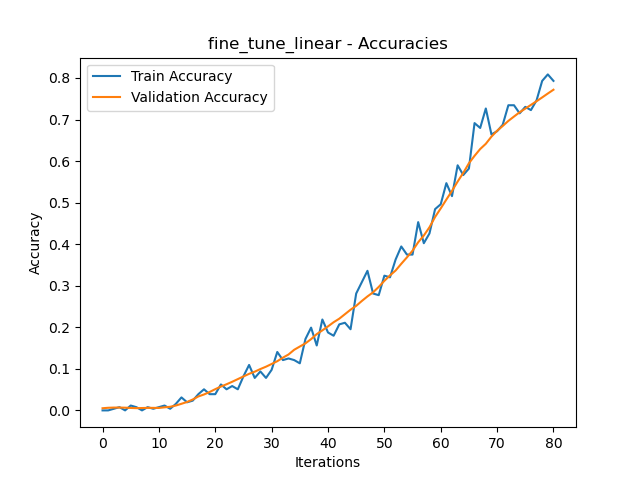 fine_tune_linear - Accuracies
Train Accuracy
Validation Accuracy
Accuracy
0.8
0.7
0.6
0.5
0.4
0.3
0.2
0.1
0.0
0 10 20 30 40 50 60 70 80
Iterations